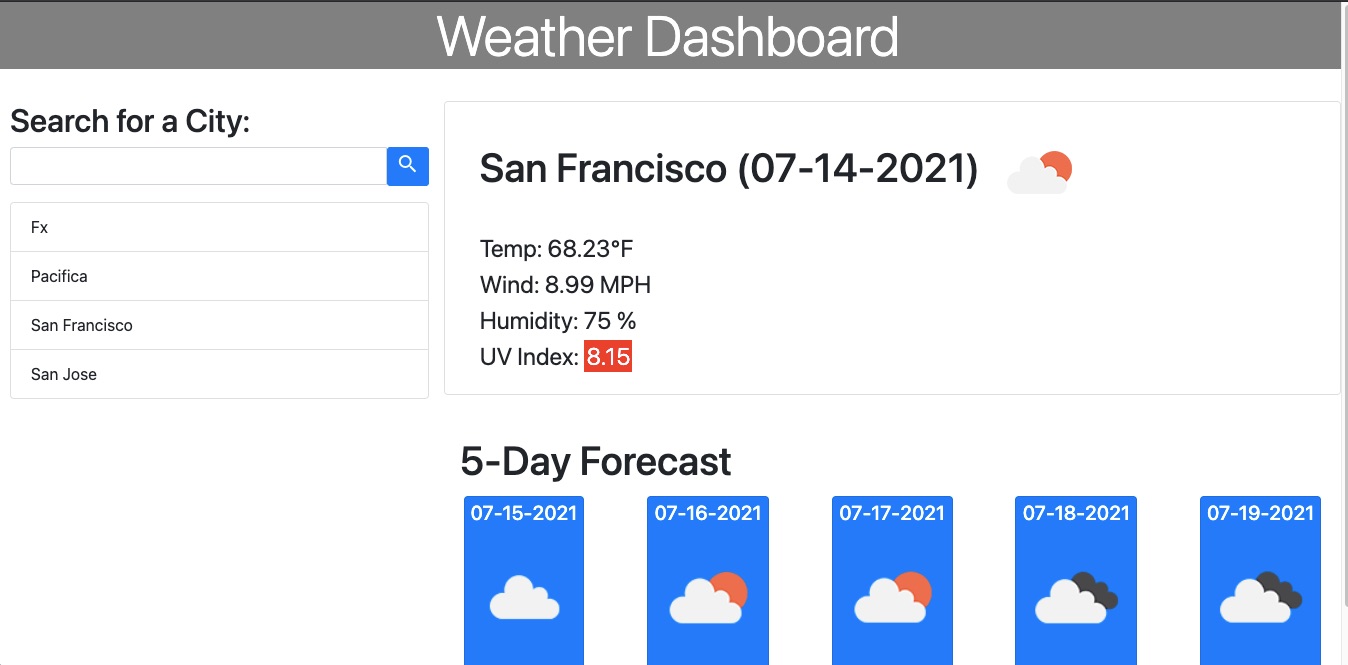 Weather Dashboard
Search for a City:
Fx
Pacifica
San Francisco
San Jose
San Francisco (07-14-2021)
Temp: 68.23°F
Wind: 8.99 MPH
Humidity: 75 %
UV Index: 8.15
5-Day Forecast
07-15-2021
07-16-2021
07-17-2021
07-18-2021
07-19-2021